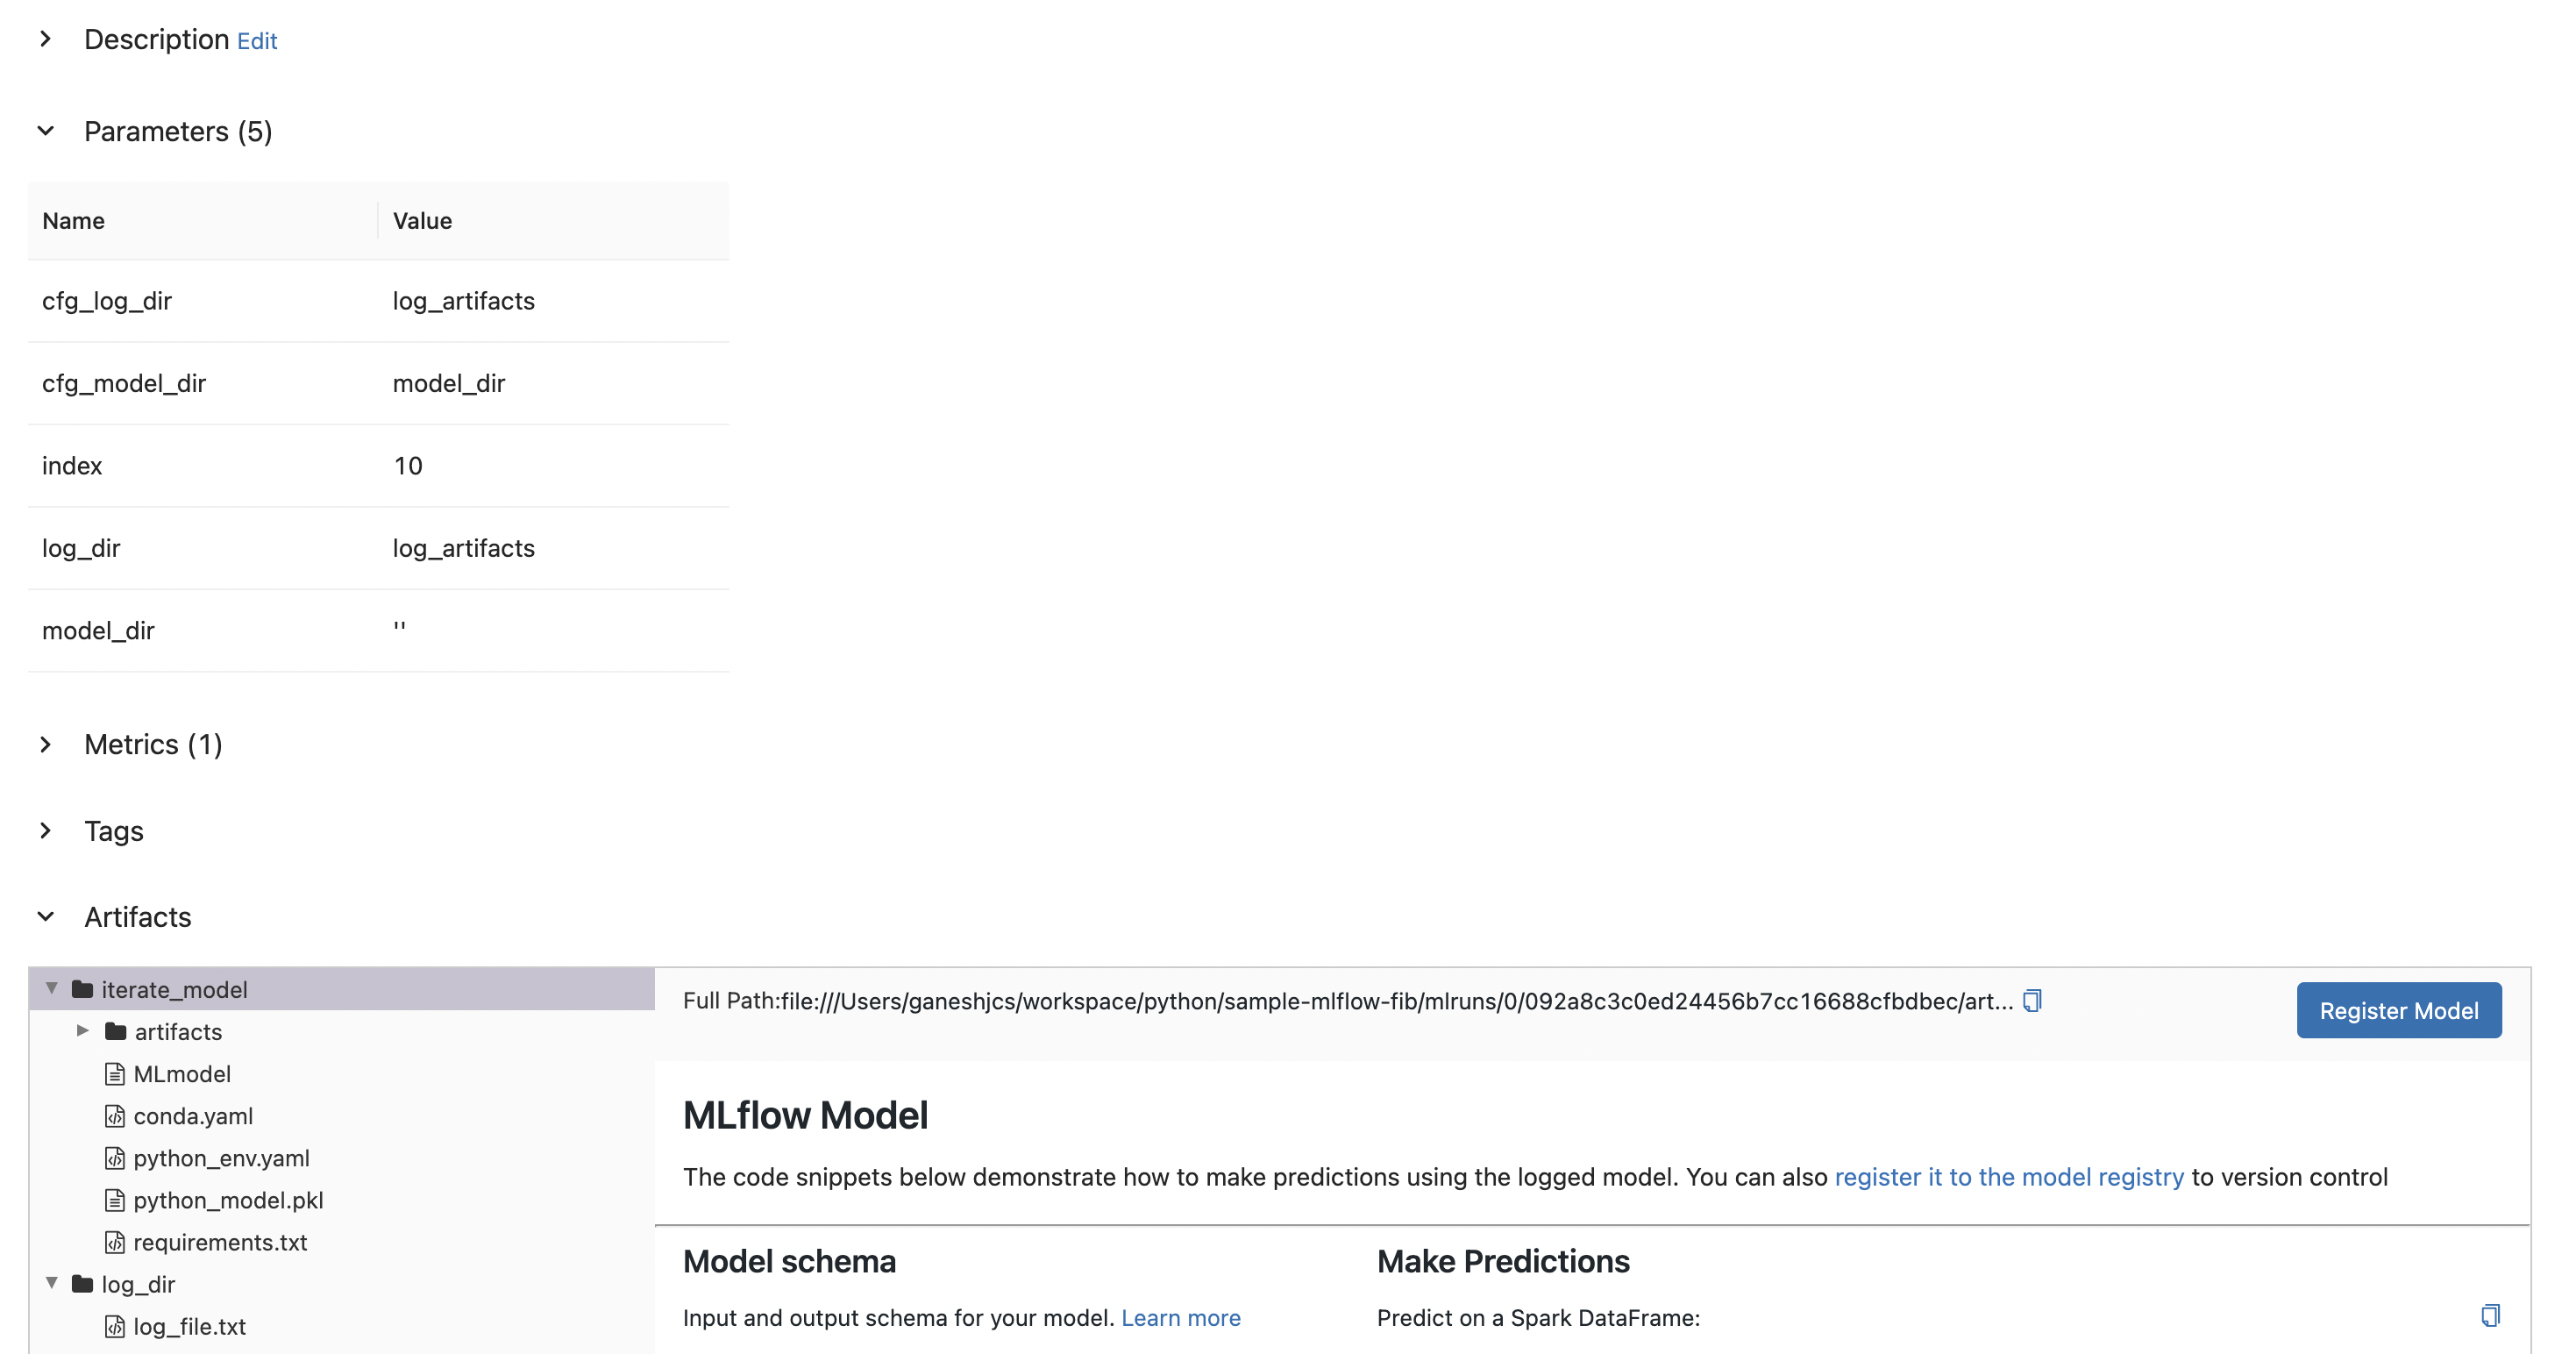 Description Edit
Parameters (5)
Name Value
cfg_log_dir log_artifacts
cfg_model_dir model_dir
index 10
log_dir log_artifacts
model_dir ''
Metrics (1)
Tags
Artifacts
iterate_model
artifacts
MLmodel
conda.yaml
python_env.yaml
python_model.pkl
requirements.txt
log_dir
log_file.txt
Full Path:file:///Users/ganeshjcs/workspace/python/sample-mlflow-fib/mlruns/0/092a8c3c0ed24456b7cc16688cfbdbec/art...
Register Model
MLflow Model
The code snippets below demonstrate how to make predictions using the logged model. You can also register it to the model registry to version control
Model schema
Input and output schema for your model. Learn more
Make Predictions
Predict on a Spark DataFrame: